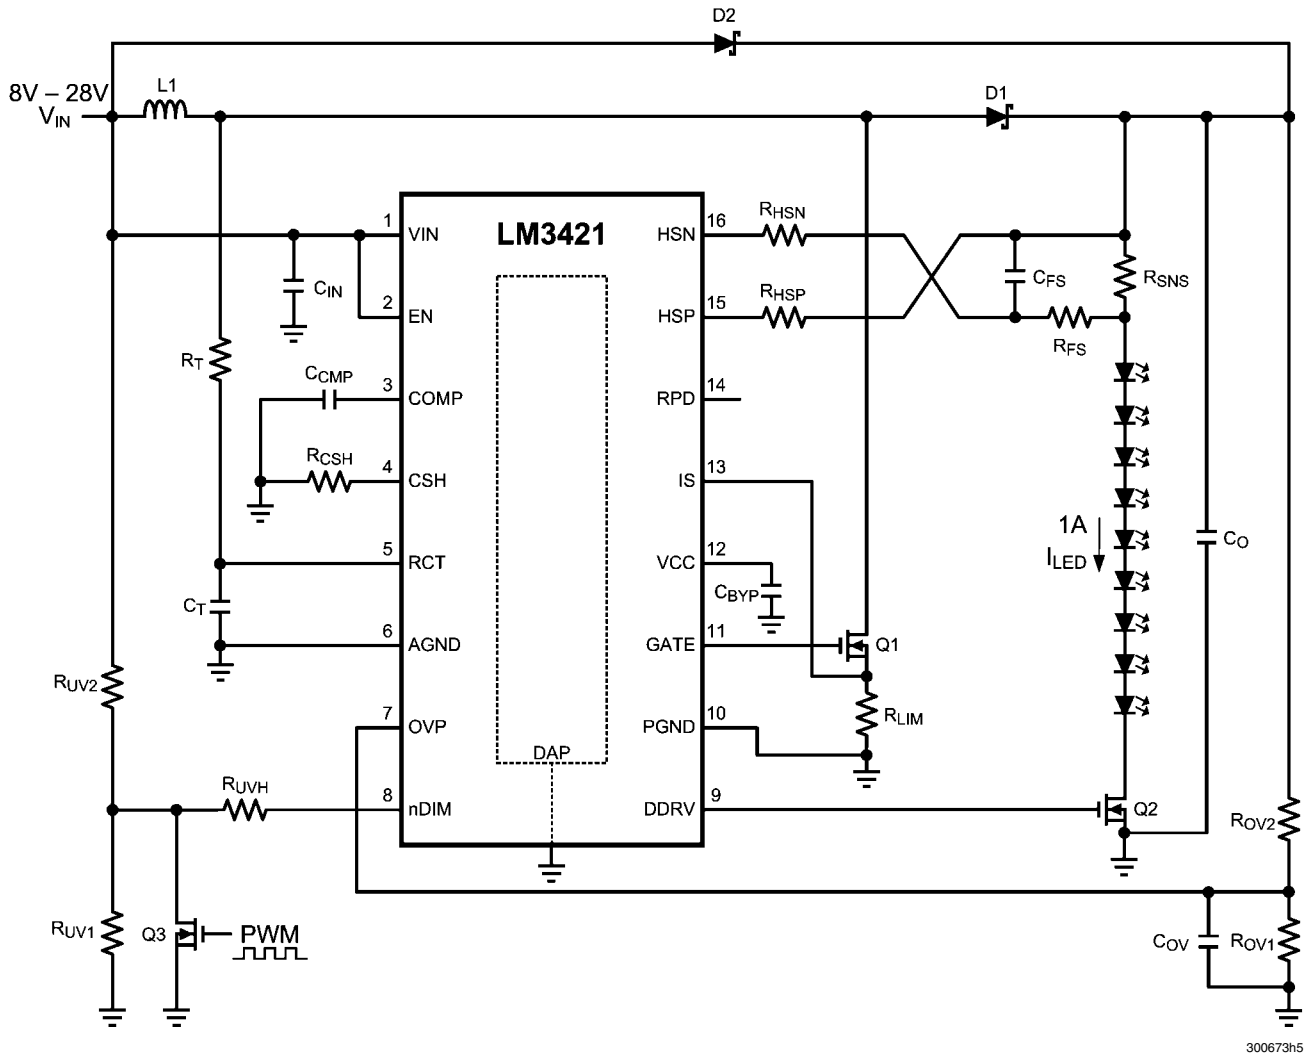 D2
8V – 28V
VIN
L1
D1
LM3421
1
VIN
2
EN
3
COMP
4
CSH
5
RCT
6
AGND
7
OVP
8
nDIM
16
HSN
15
HSP
14
RPD
13
IS
12
VCC
11
GATE
10
PGND
9
DDRV
DAP
RHSN
RHSP
CFS
RSNS
RFS
CIN
RT
CCMP
RCSH
CT
CBYP
1A
ILED
CO
Q1
RLIM
RUV2
RUVH
Q2
ROV2
RUV1
Q3
PWM
COV
ROV1
300673h5